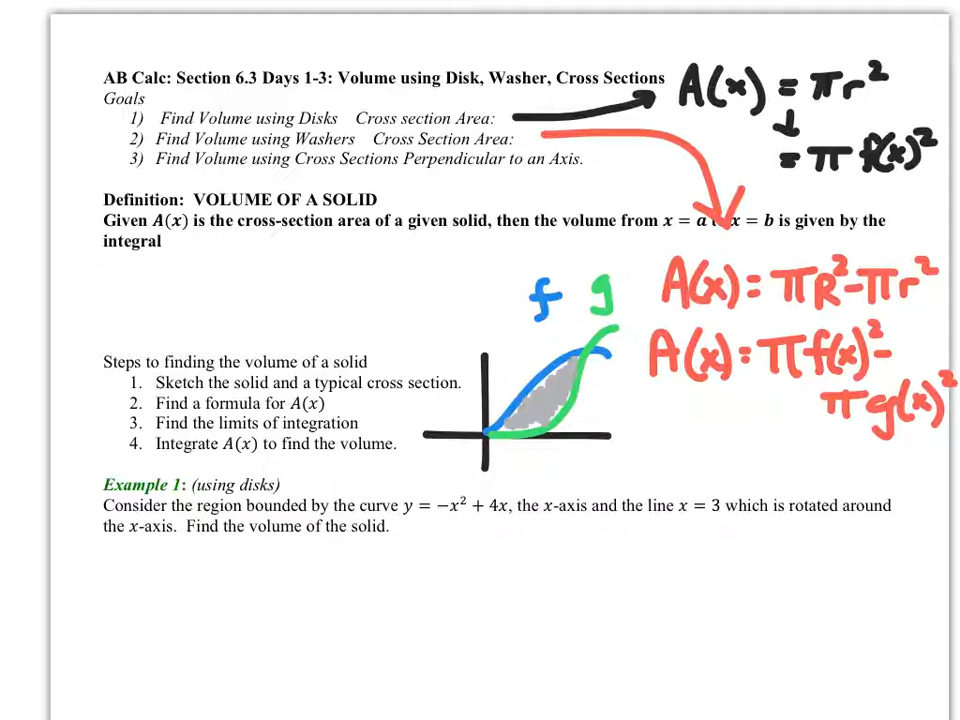 AB Calc: Section 6.3 Days 1-3: Volume using Disk, Washer, Cross Sections
Goals
1) Find Volume using Disks Cross section Area:
2) Find Volume using Washers Cross Section Area:
3) Find Volume using Cross Sections Perpendicular to an Axis.
A(x) = πr²
= π f(x)²
Definition: VOLUME OF A SOLID
Given A(x) is the cross-section area of a given solid, then the volume from x = a x = b is given by the
integral
A(x) = πR² - πr²
A(x) = π f(x)² -
π g(x)²
f g
Steps to finding the volume of a solid
1. Sketch the solid and a typical cross section.
2. Find a formula for A(x)
3. Find the limits of integration
4. Integrate A(x) to find the volume.
Example 1: (using disks)
Consider the region bounded by the curve y = −x² + 4x, the x-axis and the line x = 3 which is rotated around
the x-axis. Find the volume of the solid.